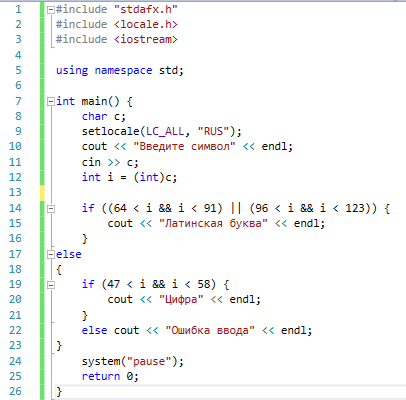 1 #include "stdafx.h"
2 #include <locale.h>
3 #include <iostream>
4
5 using namespace std;
6
7 int main() {
8     char c;
9     setlocale(LC_ALL, "RUS");
10     cout << "Введите символ" << endl;
11     cin >> c;
12     int i = (int)c;
13
14     if ((64 < i && i < 91) || (96 < i && i < 123)) {
15         cout << "Латинская буква" << endl;
16     }
17 else
18 {
19     if (47 < i && i < 58) {
20         cout << "Цифра" << endl;
21     }
22     else cout << "Ошибка ввода" << endl;
23 }
24     system("pause");
25     return 0;
26 }